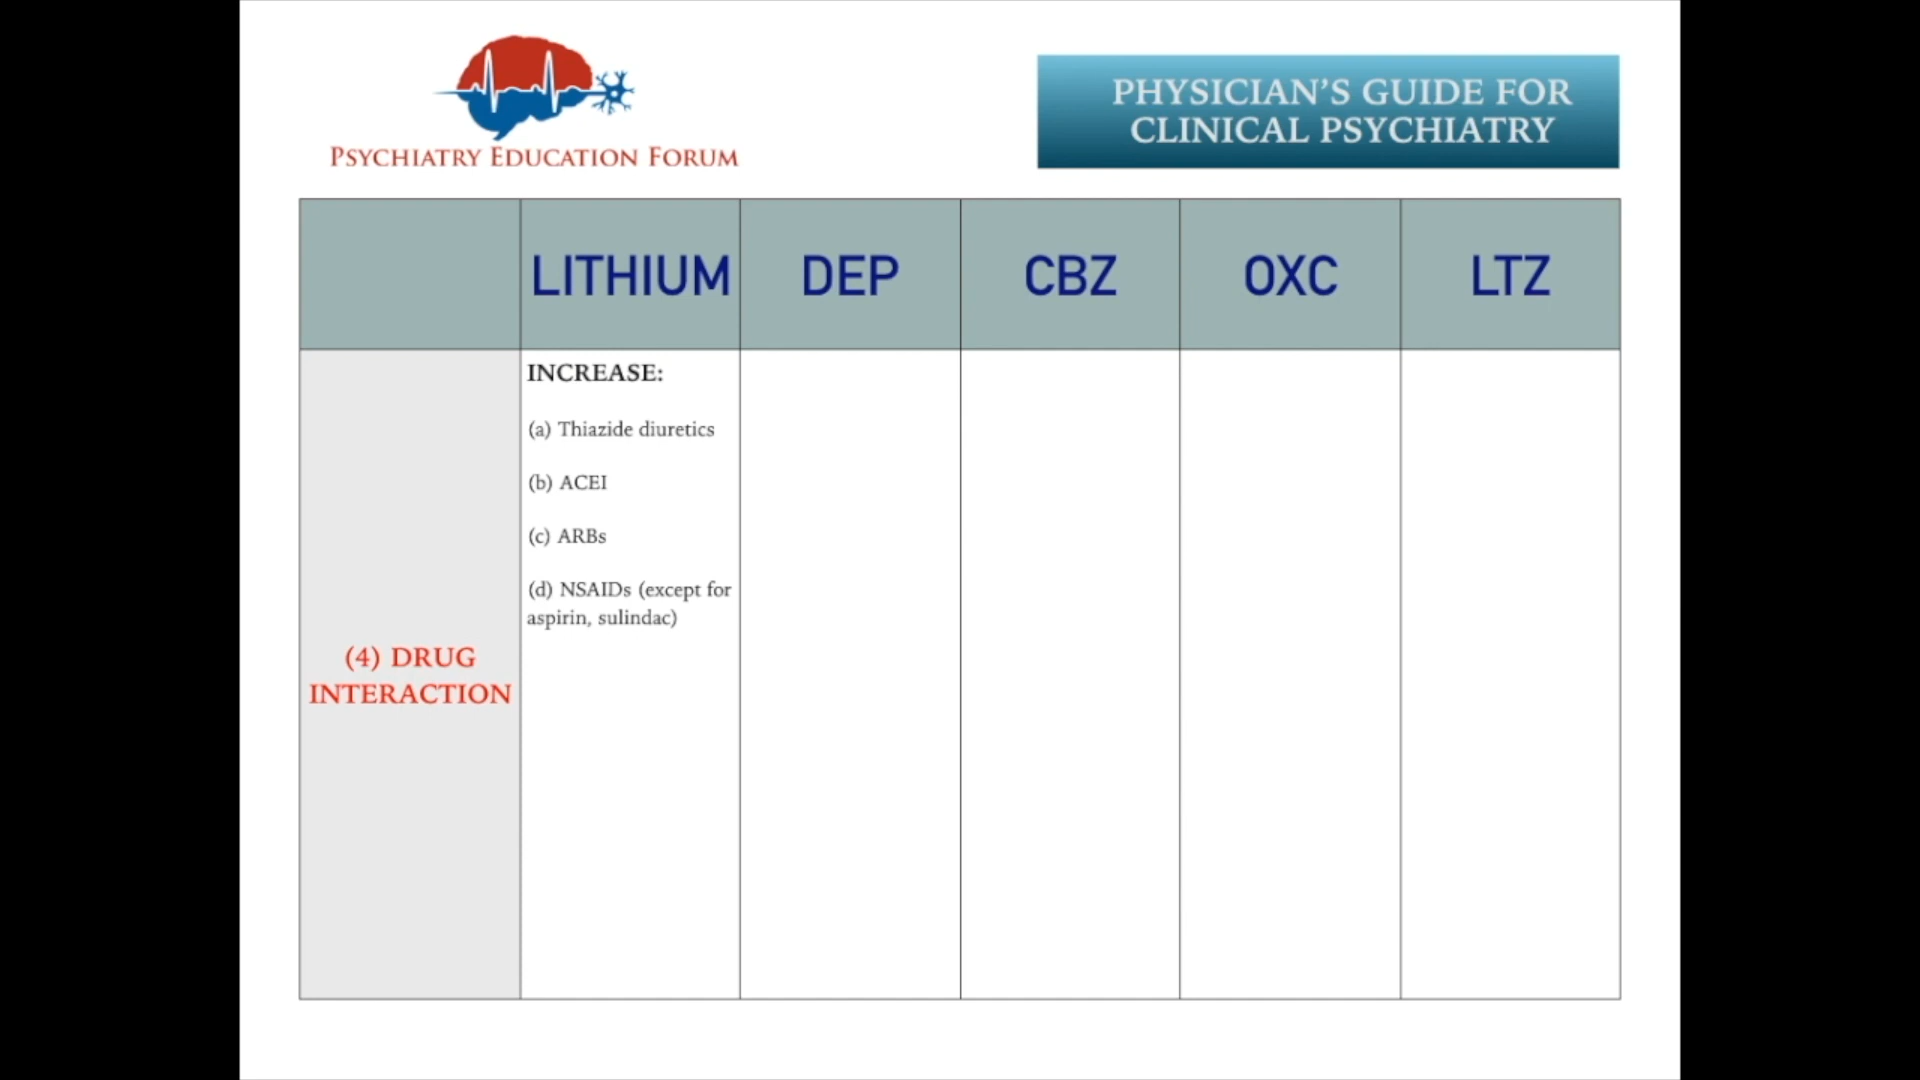 PSYCHIATRY EDUCATION FORUM
PHYSICIAN'S GUIDE FOR
CLINICAL PSYCHIATRY
LITHIUM
DEP
CBZ
OXC
LTZ
(4) DRUG
INTERACTION
INCREASE:
(a) Thiazide diuretics
(b) ACEI
(c) ARBs
(d) NSAIDs (except for
aspirin, sulindac)